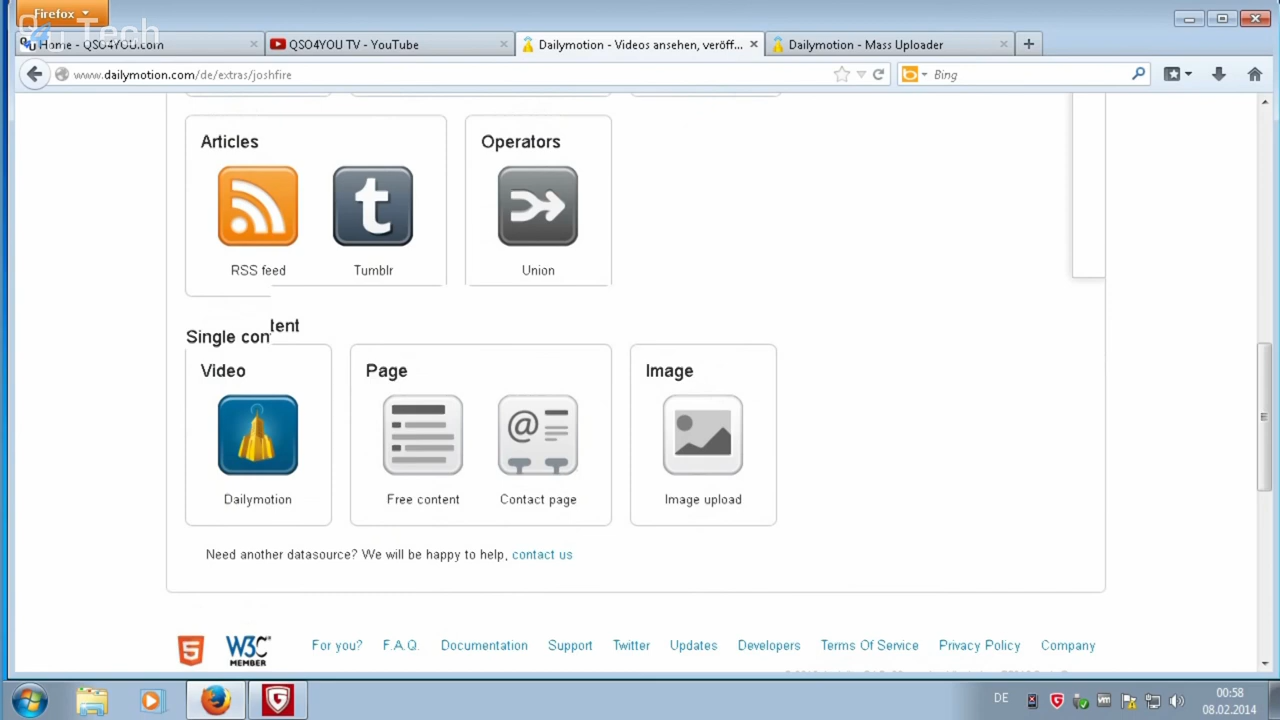 Firefox
Tech
Home - QSO4YOU.com
QSO4YOU TV - YouTube
Dailymotion - Videos ansehen, veröff...
Dailymotion - Mass Uploader
www.dailymotion.com/de/extras/joshfire
Bing
Articles
Operators
RSS feed
Tumblr
Union
Single content
Video
Page
Image
Dailymotion
Free content
Contact page
Image upload
Need another datasource? We will be happy to help, contact us
5
W3C
MEMBER
For you?
F.A.Q.
Documentation
Support
Twitter
Updates
Developers
Terms Of Service
Privacy Policy
Company
DE
00:58
08.02.2014